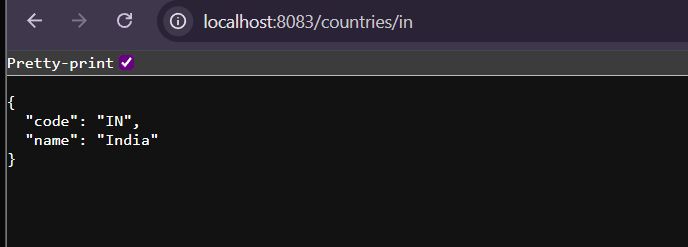 localhost:8083/countries/in
Pretty-print
{
  "code": "IN",
  "name": "India"
}